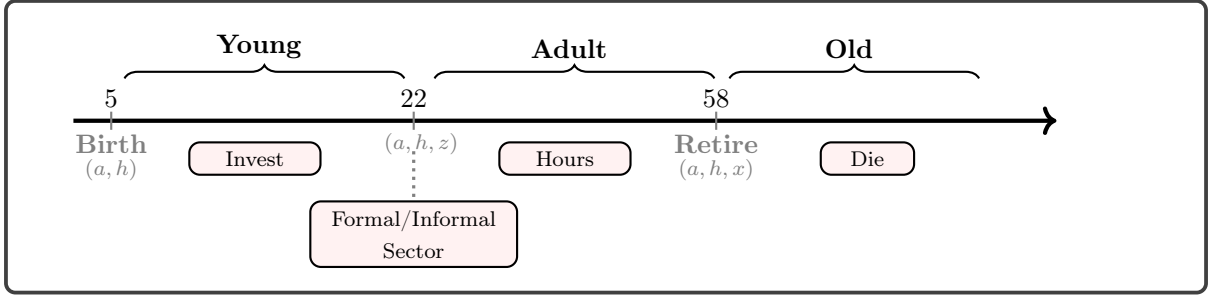 Young Adult Old
5 22 58
Birth (a, h, z) Retire
(a, h) (a, h, x)
Invest Hours Die
Formal/Informal
Sector